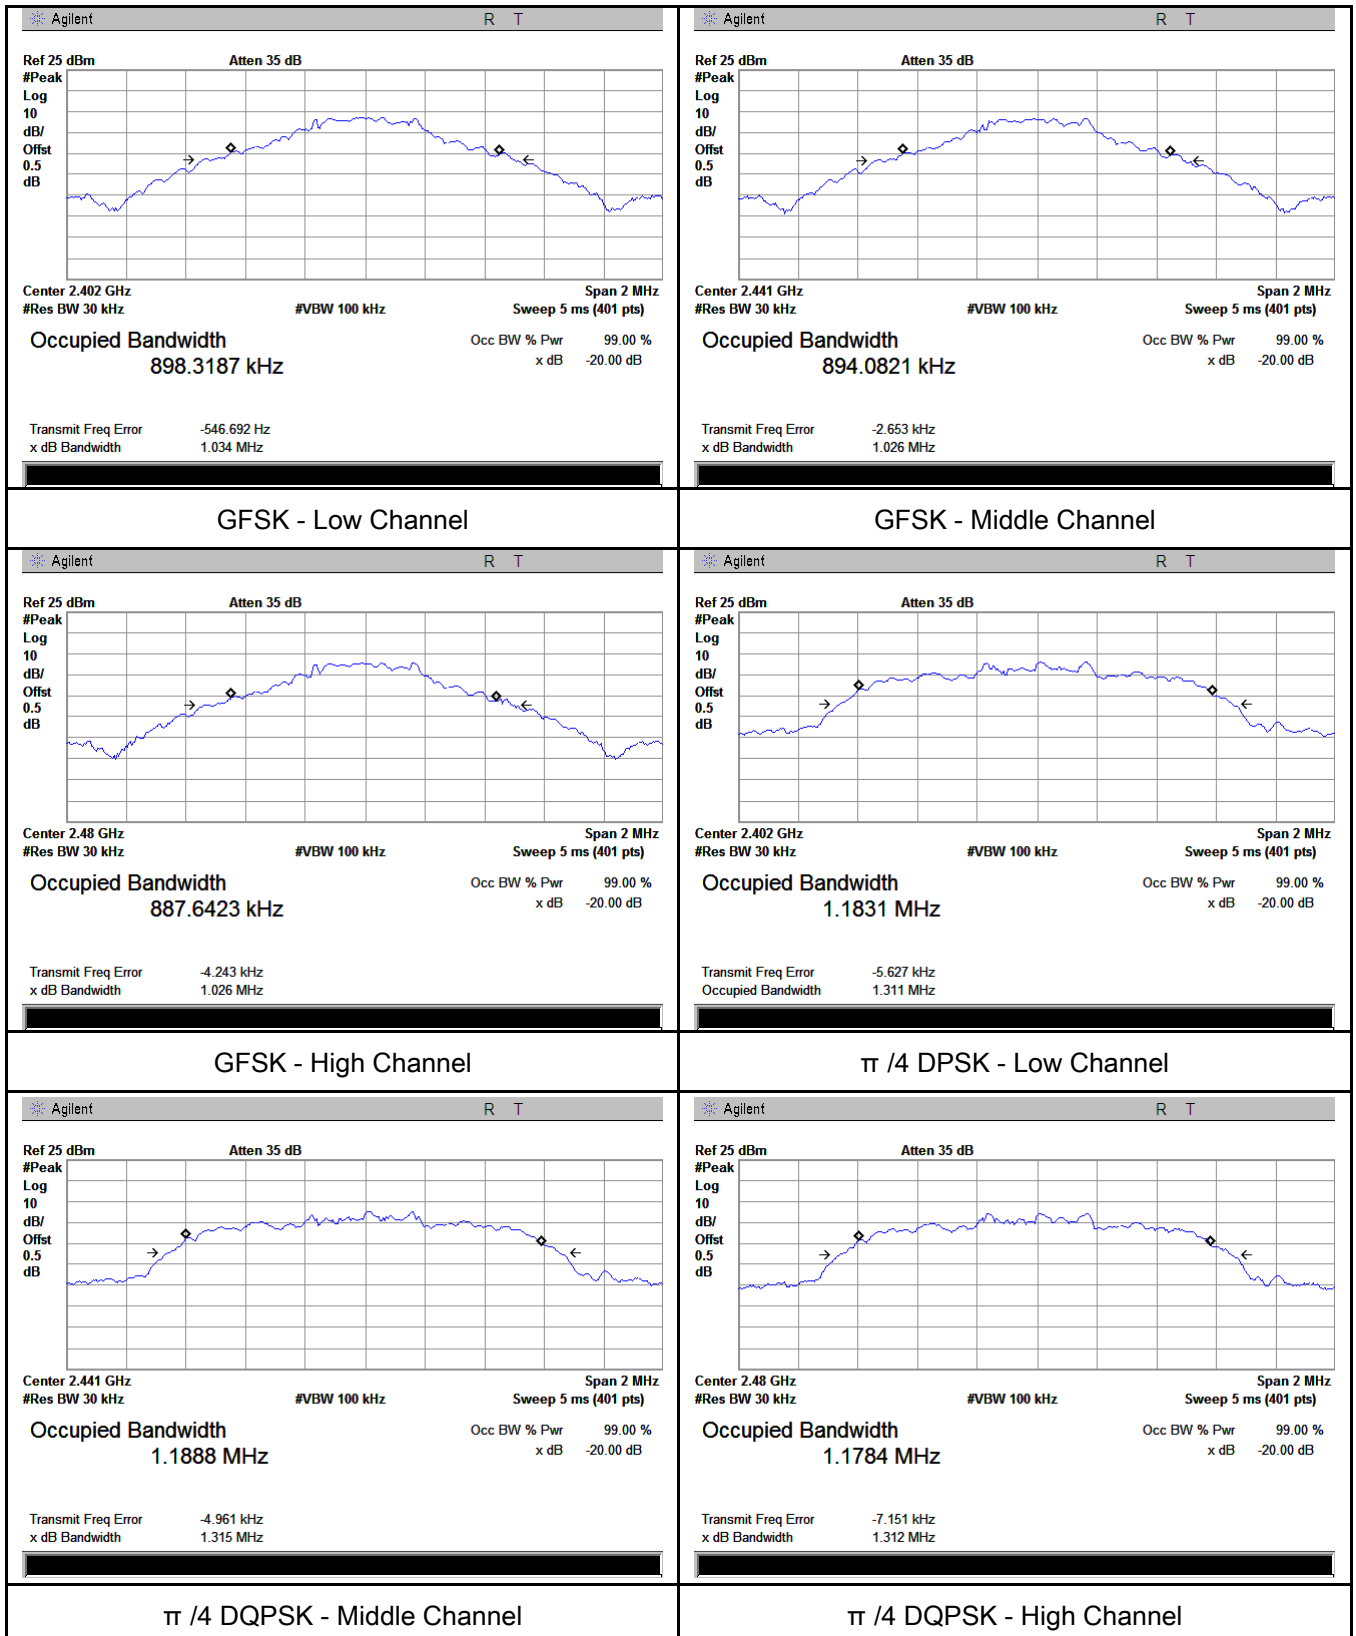 Agilent R T
Ref 25 dBm Atten 35 dB
#Peak
Log
10
dB/
Offst
0.5
dB
Center 2.402 GHz Span 2 MHz
#Res BW 30 kHz #VBW 100 kHz Sweep 5 ms (401 pts)
Occupied Bandwidth Occ BW % Pwr 99.00 %
898.3187 kHz x dB -20.00 dB
Transmit Freq Error -546.692 Hz
x dB Bandwidth 1.034 MHz
GFSK - Low Channel
Agilent R T
Ref 25 dBm Atten 35 dB
#Peak
Log
10
dB/
Offst
0.5
dB
Center 2.441 GHz Span 2 MHz
#Res BW 30 kHz #VBW 100 kHz Sweep 5 ms (401 pts)
Occupied Bandwidth Occ BW % Pwr 99.00 %
894.0821 kHz x dB -20.00 dB
Transmit Freq Error -2.653 kHz
x dB Bandwidth 1.026 MHz
GFSK - Middle Channel
Agilent R T
Ref 25 dBm Atten 35 dB
#Peak
Log
10
dB/
Offst
0.5
dB
Center 2.48 GHz Span 2 MHz
#Res BW 30 kHz #VBW 100 kHz Sweep 5 ms (401 pts)
Occupied Bandwidth Occ BW % Pwr 99.00 %
887.6423 kHz x dB -20.00 dB
Transmit Freq Error -4.243 kHz
x dB Bandwidth 1.026 MHz
GFSK - High Channel
Agilent R T
Ref 25 dBm Atten 35 dB
#Peak
Log
10
dB/
Offst
0.5
dB
Center 2.402 GHz Span 2 MHz
#Res BW 30 kHz #VBW 100 kHz Sweep 5 ms (401 pts)
Occupied Bandwidth Occ BW % Pwr 99.00 %
1.1831 MHz x dB -20.00 dB
Transmit Freq Error -5.627 kHz
Occupied Bandwidth 1.311 MHz
π /4 DPSK - Low Channel
Agilent R T
Ref 25 dBm Atten 35 dB
#Peak
Log
10
dB/
Offst
0.5
dB
Center 2.441 GHz Span 2 MHz
#Res BW 30 kHz #VBW 100 kHz Sweep 5 ms (401 pts)
Occupied Bandwidth Occ BW % Pwr 99.00 %
1.1888 MHz x dB -20.00 dB
Transmit Freq Error -4.961 kHz
x dB Bandwidth 1.315 MHz
π /4 DQPSK - Middle Channel
Agilent R T
Ref 25 dBm Atten 35 dB
#Peak
Log
10
dB/
Offst
0.5
dB
Center 2.48 GHz Span 2 MHz
#Res BW 30 kHz #VBW 100 kHz Sweep 5 ms (401 pts)
Occupied Bandwidth Occ BW % Pwr 99.00 %
1.1784 MHz x dB -20.00 dB
Transmit Freq Error -7.151 kHz
x dB Bandwidth 1.312 MHz
π /4 DQPSK - High Channel